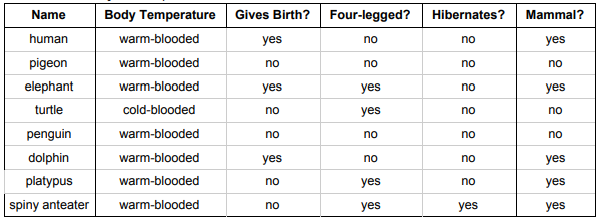 Name Body Temperature Gives Birth? Four-legged? Hibernates? Mammal?
human warm-blooded yes no no yes
pigeon warm-blooded no no no no
elephant warm-blooded yes yes no yes
turtle cold-blooded no yes no no
penguin warm-blooded no no no no
dolphin warm-blooded yes no no yes
platypus warm-blooded no yes no yes
spiny anteater warm-blooded no yes yes yes